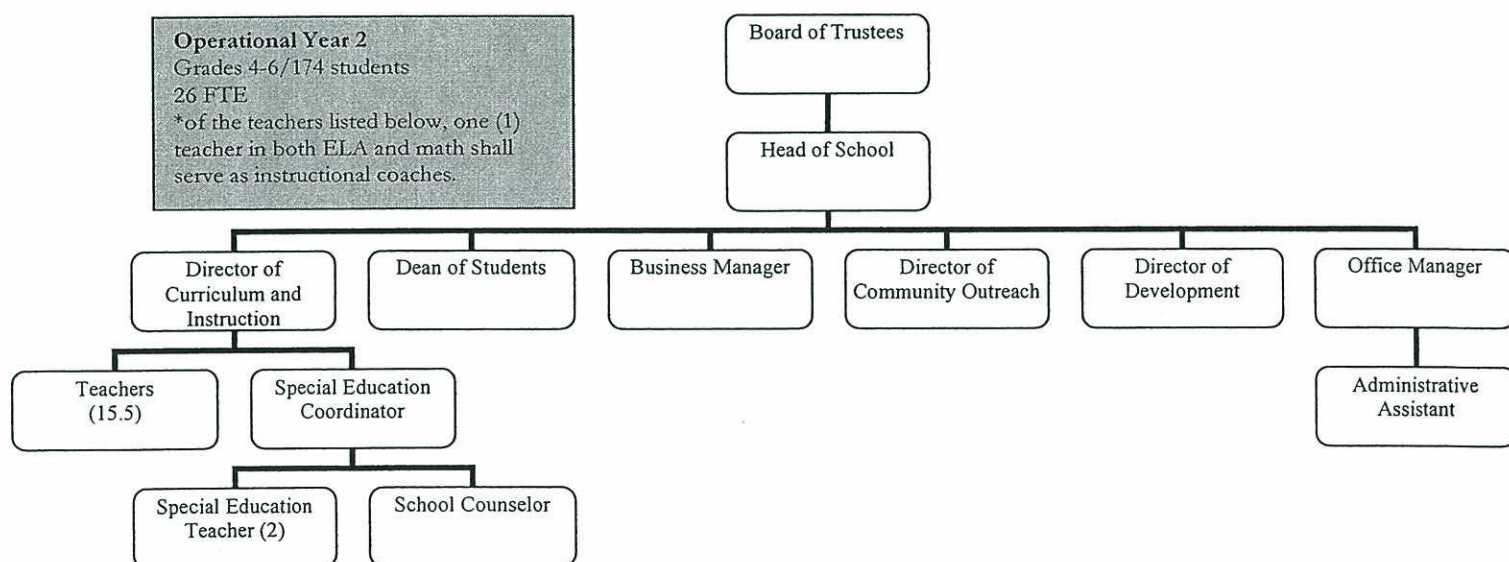 Operational Year 2
Grades 4-6/174 students
26 FTE
*of the teachers listed below, one (1)
teacher in both ELA and math shall
serve as instructional coaches.
Board of Trustees
Head of School
Director of
Curriculum and
Instruction
Dean of Students
Business Manager
Director of
Community Outreach
Director of
Development
Office Manager
Teachers
(15.5)
Special Education
Coordinator
Administrative
Assistant
Special Education
Teacher (2)
School Counselor